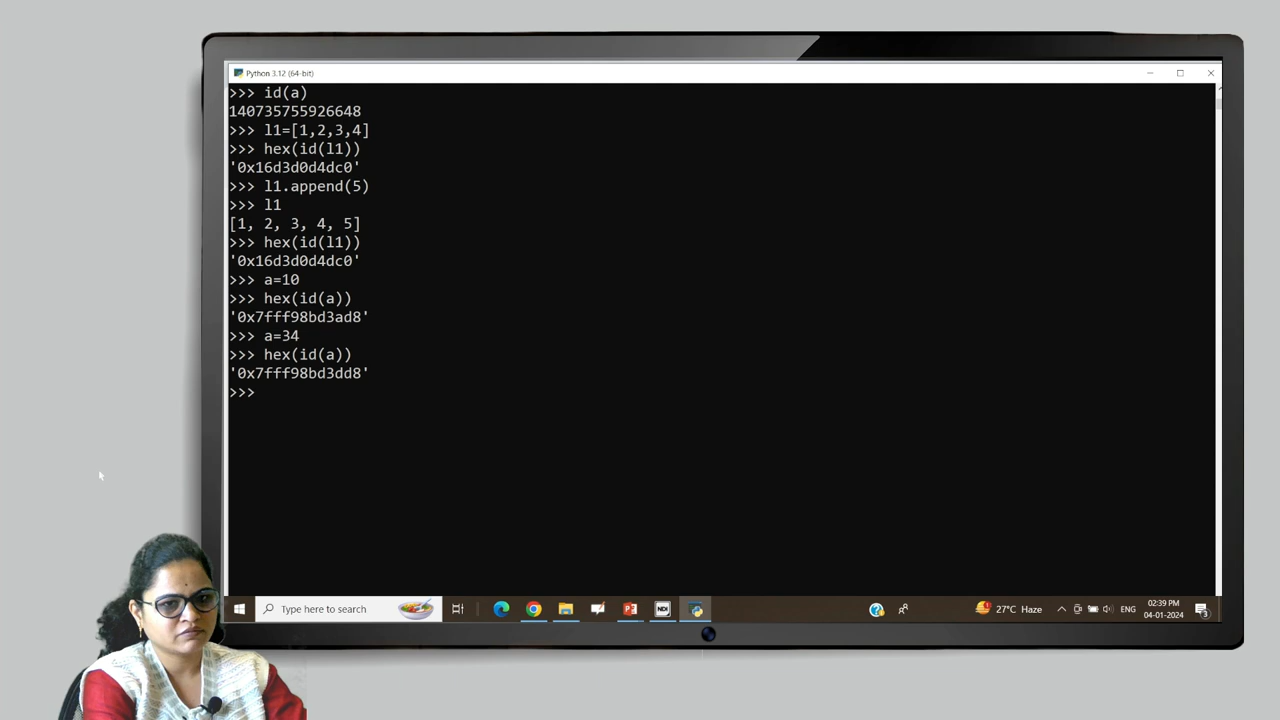 Python 3.12 (64-bit)
>>> id(a)
140735755926648
>>> l1=[1,2,3,4]
>>> hex(id(l1))
'0x16d3d0d4dc0'
>>> l1.append(5)
>>> l1
[1, 2, 3, 4, 5]
>>> hex(id(l1))
'0x16d3d0d4dc0'
>>> a=10
>>> hex(id(a))
'0x7fff98bd3ad8'
>>> a=34
>>> hex(id(a))
'0x7fff98bd3dd8'
>>>
Type here to search
NDI
27°C Haze
ENG
02:39 PM
04-01-2024
3